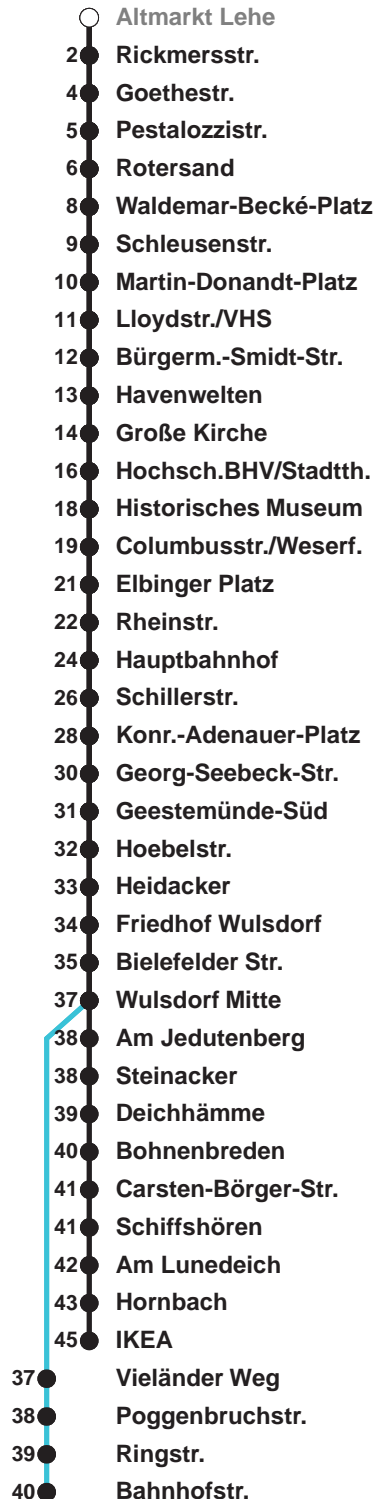 Altmarkt Lehe
2 Rickmersstr.
4 Goethestr.
5 Pestalozzistr.
6 Rotersand
8 Waldemar-Becké-Platz
9 Schleusenstr.
10 Martin-Donandt-Platz
11 Lloydstr./VHS
12 Bürgerm.-Smidt-Str.
13 Havenwelten
14 Große Kirche
16 Hochsch.BHV/Stadtth.
18 Historisches Museum
19 Columbusstr./Weserf.
21 Elbinger Platz
22 Rheinstr.
24 Hauptbahnhof
26 Schillerstr.
28 Konr.-Adenauer-Platz
30 Georg-Seebeck-Str.
31 Geestemünde-Süd
32 Hoebelstr.
33 Heidacker
34 Friedhof Wulsdorf
35 Bielefelder Str.
37 Wulsdorf Mitte
38 Am Jedutenberg
38 Steinacker
39 Deichhämme
40 Bohnenbreden
41 Carsten-Börger-Str.
41 Schiffshören
42 Am Lunedeich
43 Hornbach
45 IKEA
37 Vieländer Weg
38 Poggenbruchstr.
39 Ringstr.
40 Bahnhofstr.